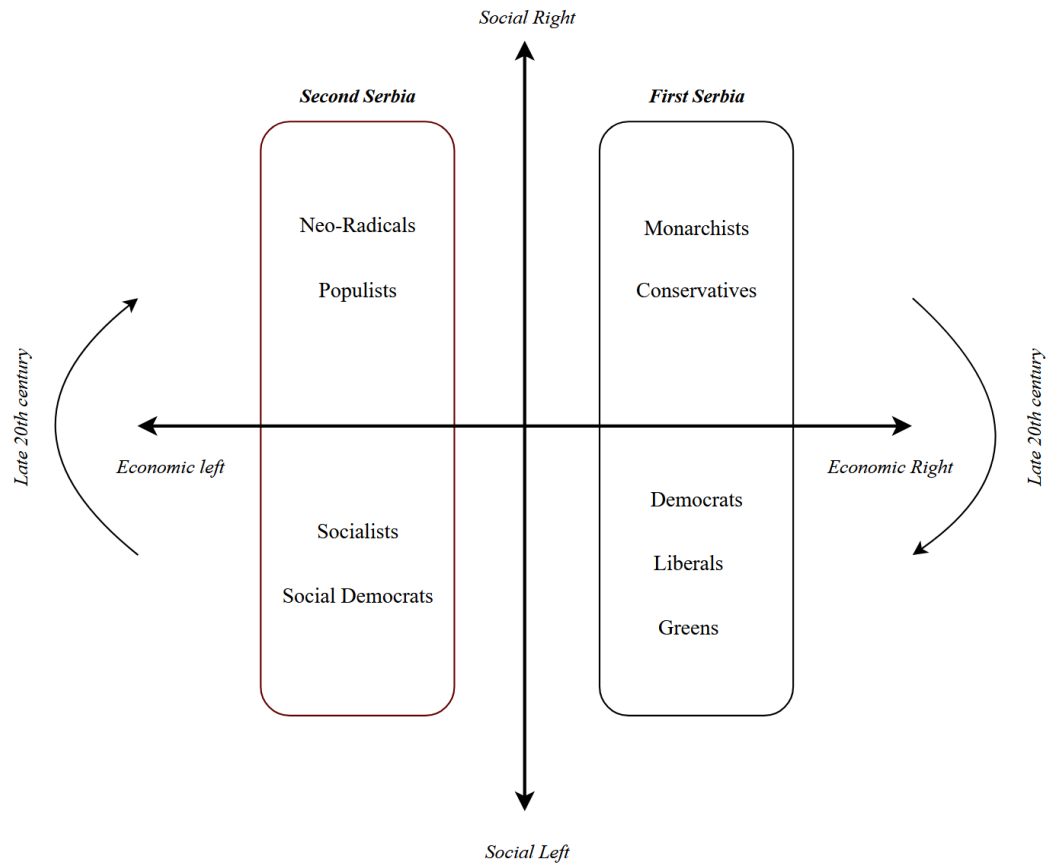 Social Right
Second Serbia
First Serbia
Neo-Radicals
Monarchists
Populists
Conservatives
Late 20th century
Late 20th century
Economic left
Economic Right
Democrats
Socialists
Liberals
Social Democrats
Greens
Social Left